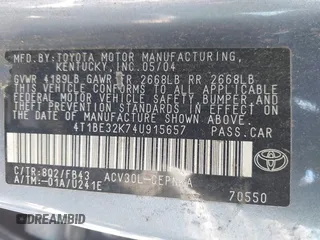 MFD.BY: TOYOTA MOTOR MANUFACTURING,
KENTUCKY, INC. 05/04
GVWR 4189LB GAWR FR 2668LB RR 2668LB
THIS VEHICLE CONFORMS TO ALL APPLICABLE
FEDERAL MOTOR VEHICLE SAFETY, BUMPER, AND
THEFT PREVENTION STANDARDS IN EFFECT ON THE
DATE OF MANUFACTURE SHOWN ABOVE.
4T1BE32K74U915657 PASS.CAR
C/TR: 8Q2/FB43
A/TM: -01A/U241E
TOYOTA
70550